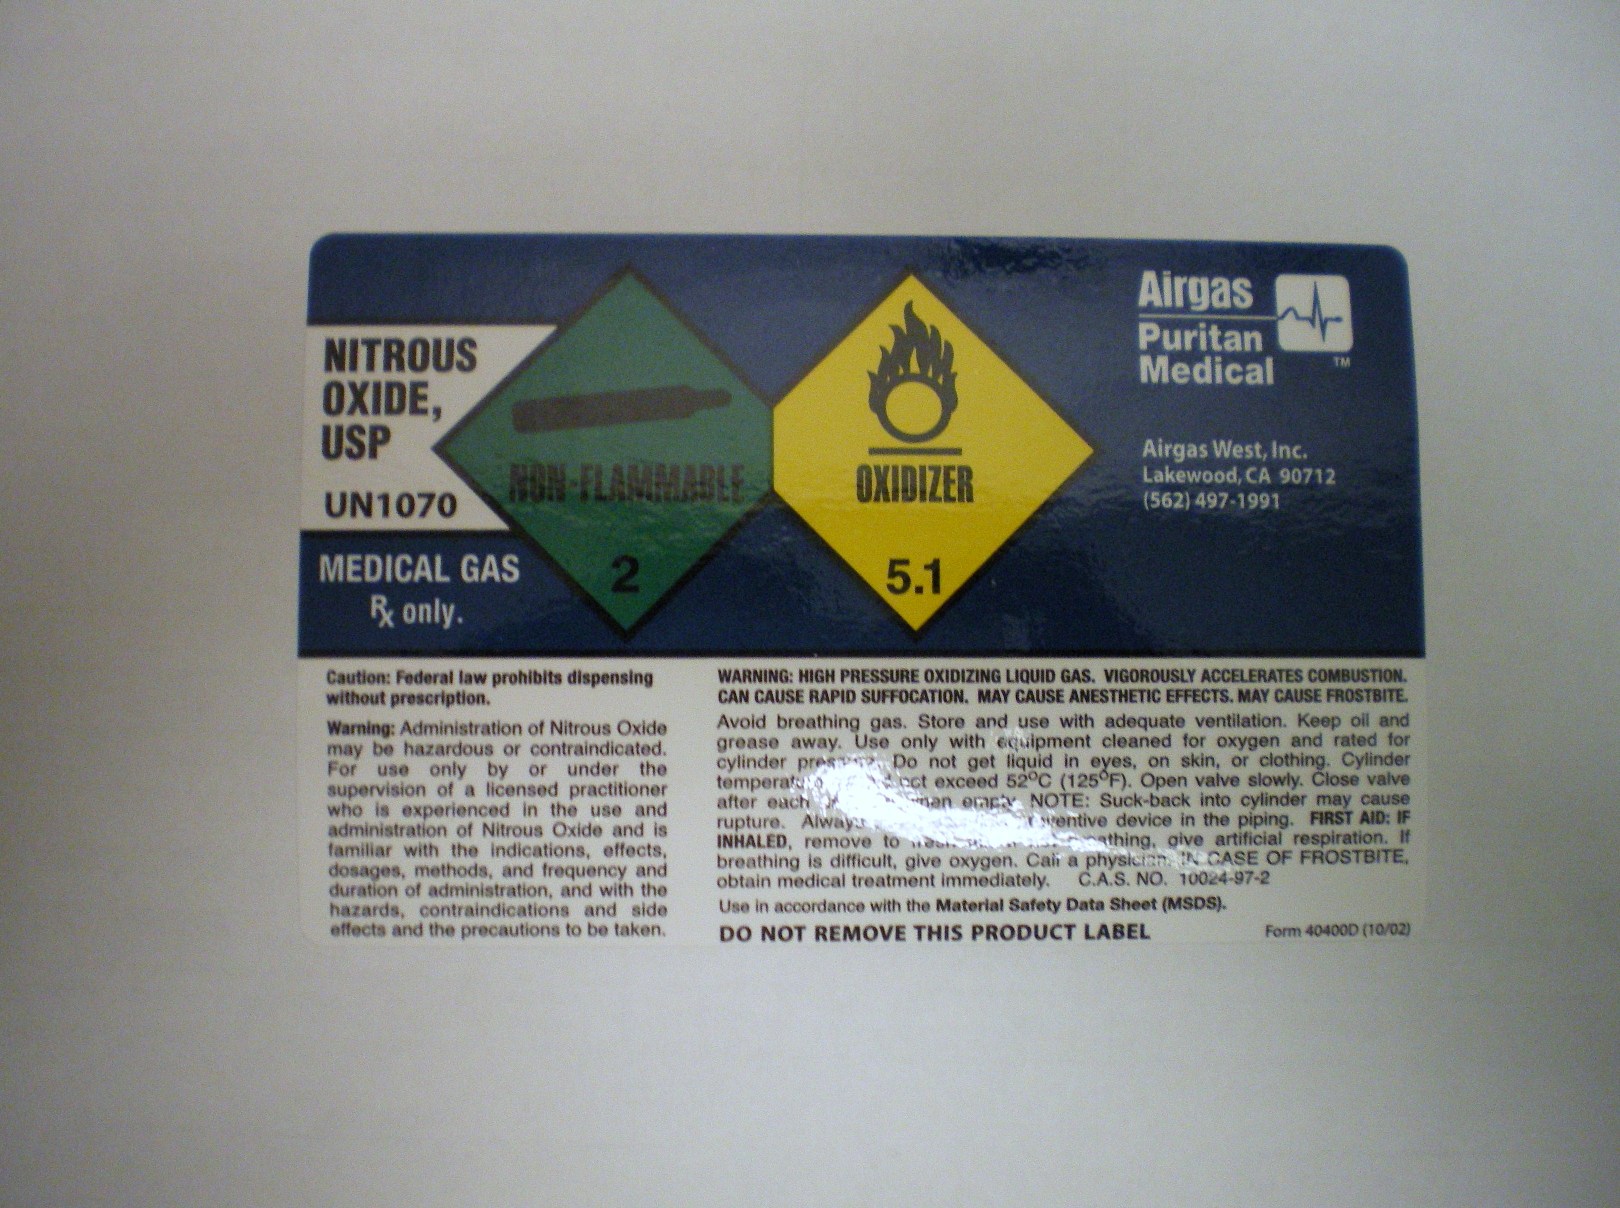 NITROUS
OXIDE,
USP
UN1070
MEDICAL GAS
Rx only.
NON-FLAMMABLE
2
OXIDIZER
5.1
Airgas
Puritan
Medical
TM
Airgas West, Inc.
Lakewood, CA 90712
(562) 497-1991
Caution: Federal law prohibits dispensing
without prescription.
Warning: Administration of Nitrous Oxide
may be hazardous or contraindicated.
For use only by or under the
supervision of a licensed practitioner
who is experienced in the use and
administration of Nitrous Oxide and is
familiar with the indications, effects,
dosages, methods, and frequency and
duration of administration, and with the
hazards, contraindications and side
effects and the precautions to be taken.
WARNING: HIGH PRESSURE OXIDIZING LIQUID GAS. VIGOROUSLY ACCELERATES COMBUSTION.
CAN CAUSE RAPID SUFFOCATION. MAY CAUSE ANESTHETIC EFFECTS. MAY CAUSE FROSTBITE.
Avoid breathing gas. Store and use with adequate ventilation. Keep oil and
grease away. Use only with equipment cleaned for oxygen and rated for
cylinder pressure. Do not get liquid in eyes, on skin, or clothing. Cylinder
temperature not exceed 52°C (125°F). Open valve slowly. Close valve
after each when empty. NOTE: Suck-back into cylinder may cause
rupture. Always device in the piping. FIRST AID: IF
INHALED, remove to give artificial respiration. If
breathing is difficult, give oxygen. Call a physician. IN CASE OF FROSTBITE,
obtain medical treatment immediately. C.A.S. NO. 10024-97-2
Use in accordance with the Material Safety Data Sheet (MSDS).
DO NOT REMOVE THIS PRODUCT LABEL
Form 40400D (10/02)